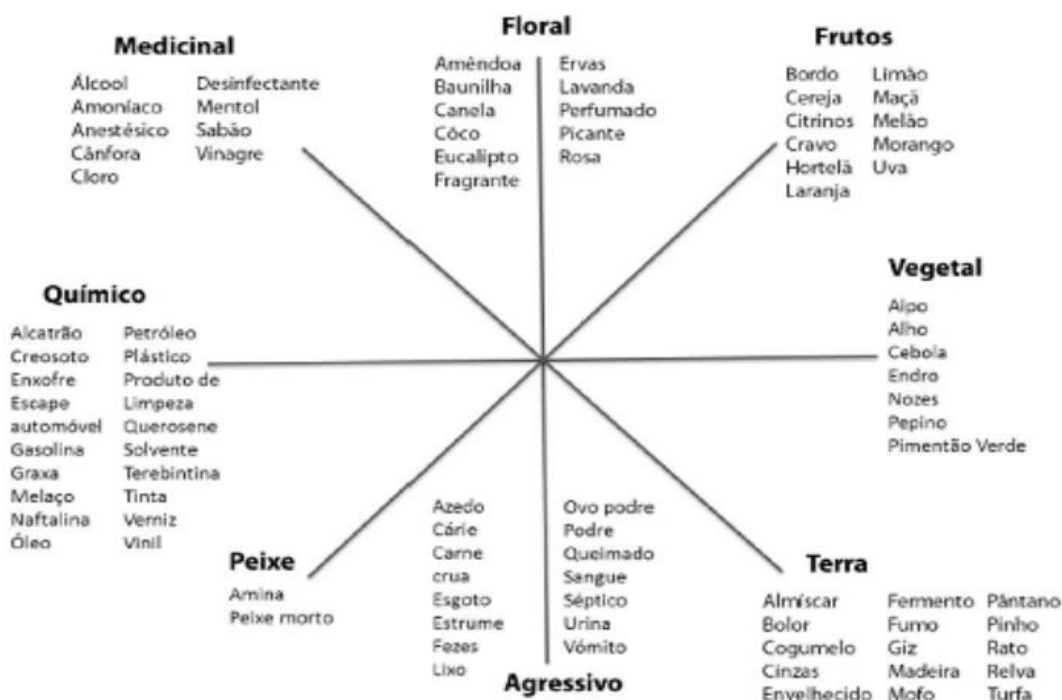 Floral
Amêndoa Ervas
Baunilha Lavanda
Canela Perfumado
Côco Picante
Eucalipto Rosa
Fragrante
Medicinal
Álcool Desinfectante
Amoníaco Mentol
Anestésico Sabão
Cânfora Vinagre
Cloro
Frutos
Bordo Limão
Cereja Maçã
Citrinos Melão
Cravo Morango
Hortelã Uva
Laranja
Vegetal
Aipo
Alho
Cebola
Endro
Nozes
Pepino
Pimentão Verde
Químico
Alcatrão Petróleo
Creosoto Plástico
Enxofre Produto de
Escape Limpeza
automóvel Querosene
Gasolina Solvente
Graxa Terebintina
Melaço Tinta
Naftalina Verniz
Óleo Vinil
Peixe
Amina
Peixe morto
Azedo Ovo podre
Cárie Podre
Carne Queimado
crua Sangue
Esgoto Séptico
Estrume Urina
Fezes Vómito
Lixo
Agressivo
Terra
Almíscar Fermento Pântano
Bolor Fumo Pinho
Cogumelo Giz Rato
Cinzas Madeira Relva
Envelhecido Mofo Turfa